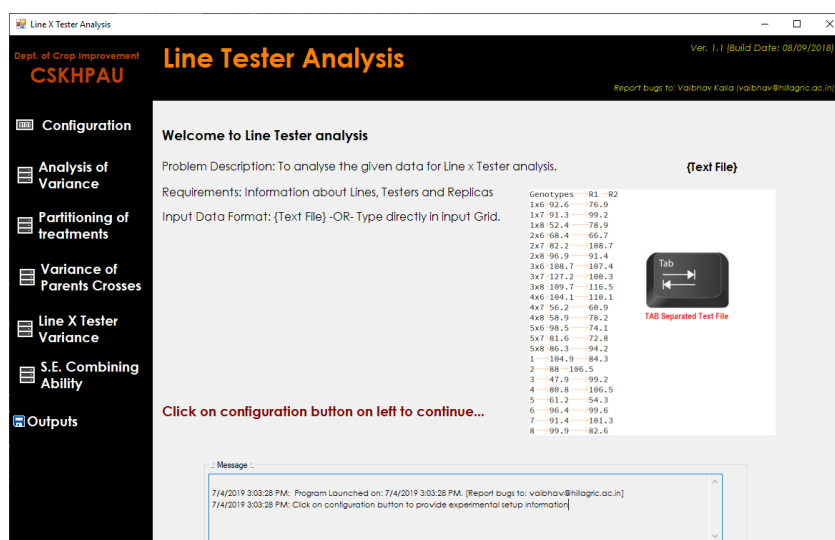 Line X Tester Analysis
Dept. of Crop Improvement
CSKHPAU
Line Tester Analysis
Ver. 1.1 (Build Date: 08/09/2018)
Report bugs to: Vaibhav Kalia (vaibhav@hillagric.ac.in)
Configuration
Analysis of
Variance
Partitioning of
treatments
Variance of
Parents Crosses
Line X Tester
Variance
S.E. Combining
Ability
Outputs
Welcome to Line Tester analysis
Problem Description: To analyse the given data for Line x Tester analysis.
Requirements: Information about Lines, Testers and Replicas
Input Data Format: {Text File} -OR- Type directly in input Grid.
{Text File}
Genotypes R1 R2
1x6 92.6 76.9
1x7 91.3 99.2
1x8 52.4 78.9
2x6 68.4 66.7
2x7 82.2 108.7
2x8 96.9 91.4
3x6 108.7 107.4
3x7 127.2 100.3
3x8 109.7 116.5
4x6 104.1 110.1
4x7 56.2 60.9
4x8 58.9 78.2
5x6 98.5 74.1
5x7 81.6 72.8
5x8 86.3 94.2
1 104.9 84.3
2 88 106.5
3 47.9 99.2
4 80.8 106.5
5 61.2 54.3
6 96.4 99.6
7 91.4 101.3
8 99.9 82.6
Tab
TAB Separated Text File
Click on configuration button on left to continue...
.: Message :.
7/4/2019 3:03:28 PM: Program Launched on: 7/4/2019 3:03:28 PM. [Report bugs to: vaibhav@hillagric.ac.in]
7/4/2019 3:03:28 PM: Click on configuration button to provide experimental setup information